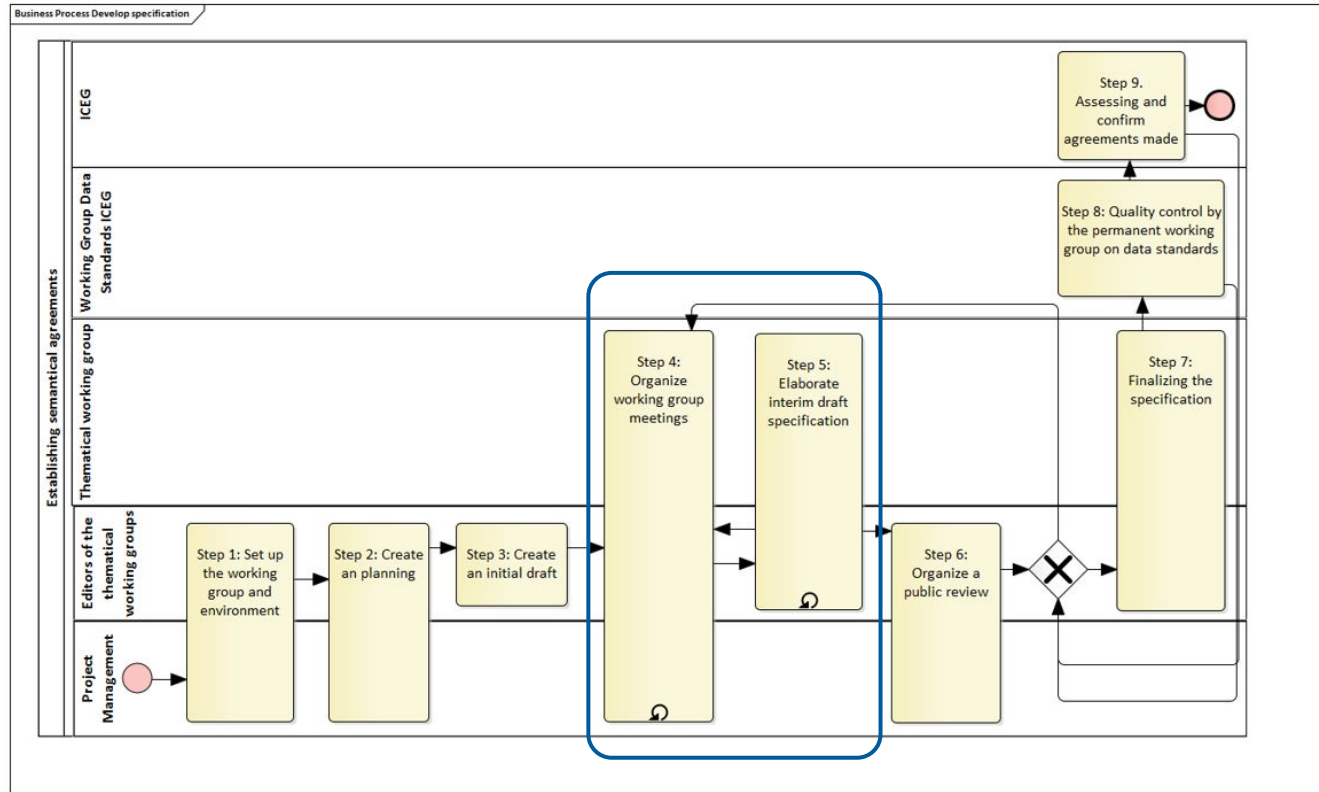 Business Process Develop specification
Establishing semantical agreements
ICEG
Working Group Data
Standards ICEG
Thematical working group
Editors of the
thematical
working groups
Project
Management
Step 1: Set up
the working
group and
environment
Step 2: Create
an planning
Step 3: Create
an initial draft
Step 4:
Organize
working group
meetings
Step 5:
Elaborate
interim draft
specification
Step 6:
Organize a
public review
Step 7:
Finalizing the
specification
Step 8: Quality control by
the permanent working
group on data standards
Step 9.
Assessing and
confirm
agreements made